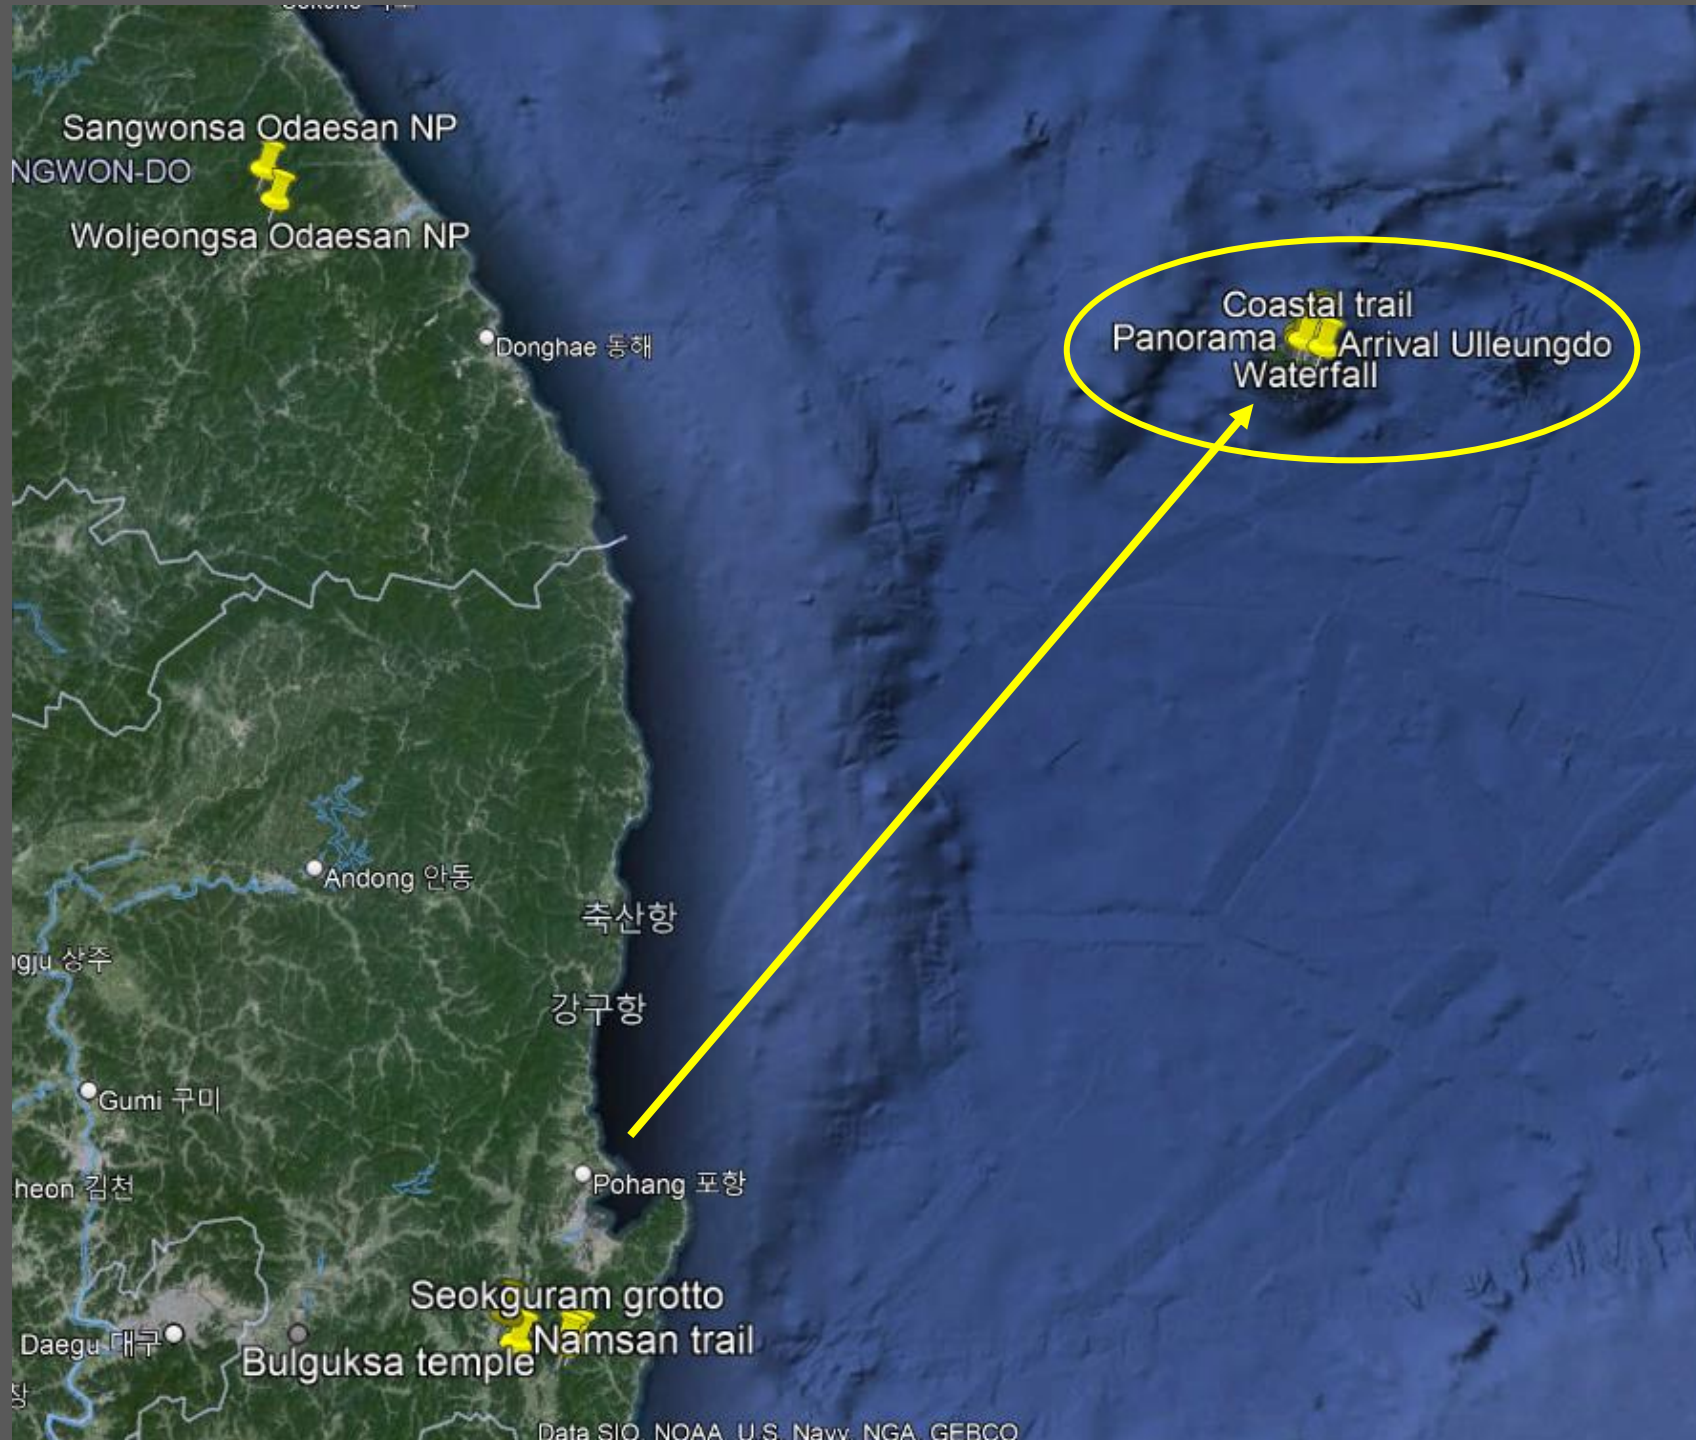 Sangwonsa Odaesan NP
NGWON-DO
Woljeongsa Odaesan NP
Donghae 동해
Coastal trail
Panorama
Arrival Ulleungdo
Waterfall
Andong 안동
축산항
gju 상주
강구항
Gumi 구미
heon 김천
Pohang 포항
Seokguram grotto
Namsan trail
Daegu 대구
Bulguksa temple
창
Data SIO, NOAA, U.S. Navy, NGA, GEBCO